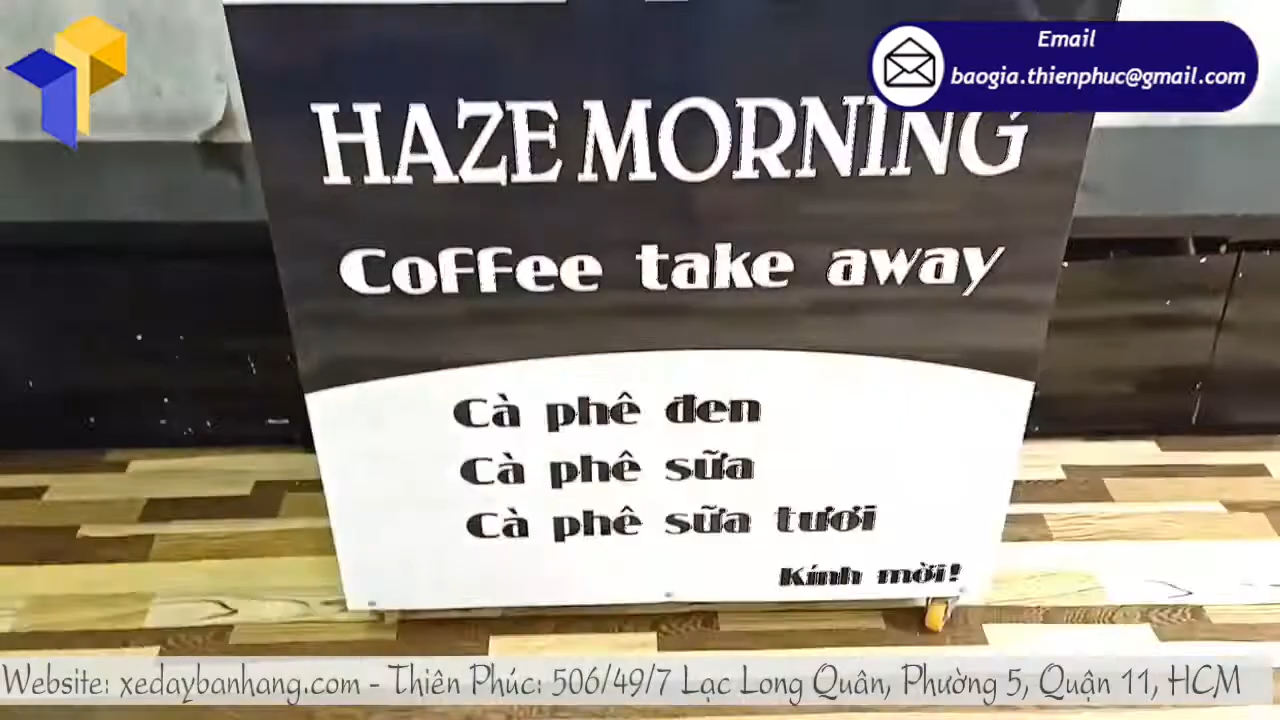 Email
baogia.thienphuc@gmail.com
HAZE MORNING
Coffee take away
Cà phê đen
Cà phê sữa
Cà phê sữa tươi
Kính mời!
Website: xedaybanhang.com - Thiên Phúc: 506/49/7 Lạc Long Quân, Phường 5, Quận 11, HCM